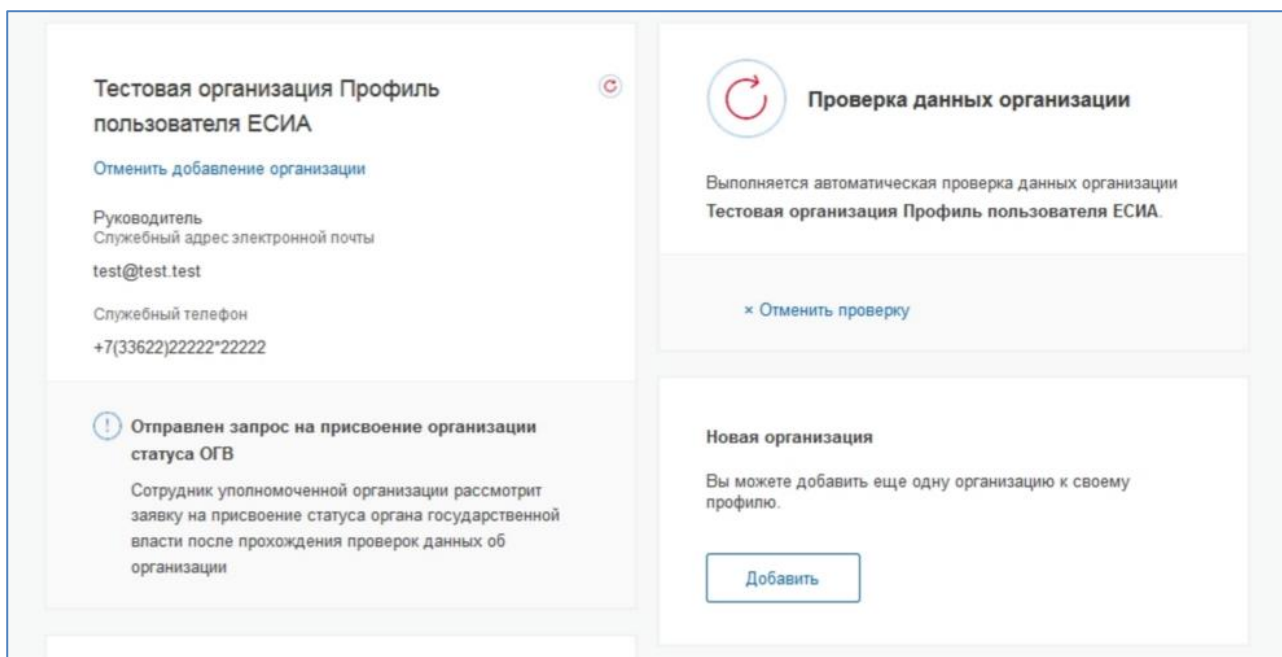 Тестовая организация Профиль
пользователя ЕСИА
Отменить добавление организации
Руководитель
Служебный адрес электронной почты
test@test.test
Служебный телефон
+7(33622)22222*22222
Отправлен запрос на присвоение организации
статуса ОГВ
Сотрудник уполномоченной организации рассмотрит
заявку на присвоение статуса органа государственной
власти после прохождения проверок данных об
организации
Проверка данных организации
Выполняется автоматическая проверка данных организации
Тестовая организация Профиль пользователя ЕСИА.
× Отменить проверку
Новая организация
Вы можете добавить еще одну организацию к своему
профилю.
Добавить